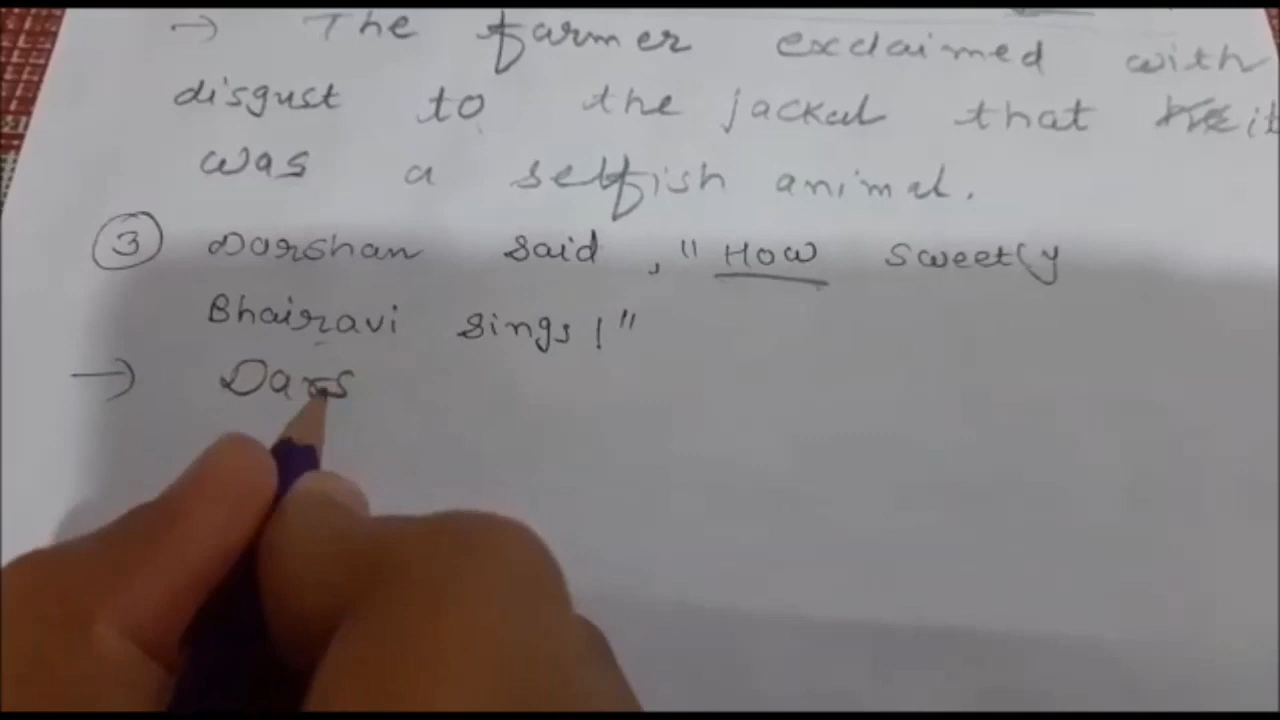 → The farmer exclaimed with
disgust to the jackal that it
was a selfish animal.
③ Darshan said, "How sweetly
Bhairavi sings!"
→ Dars